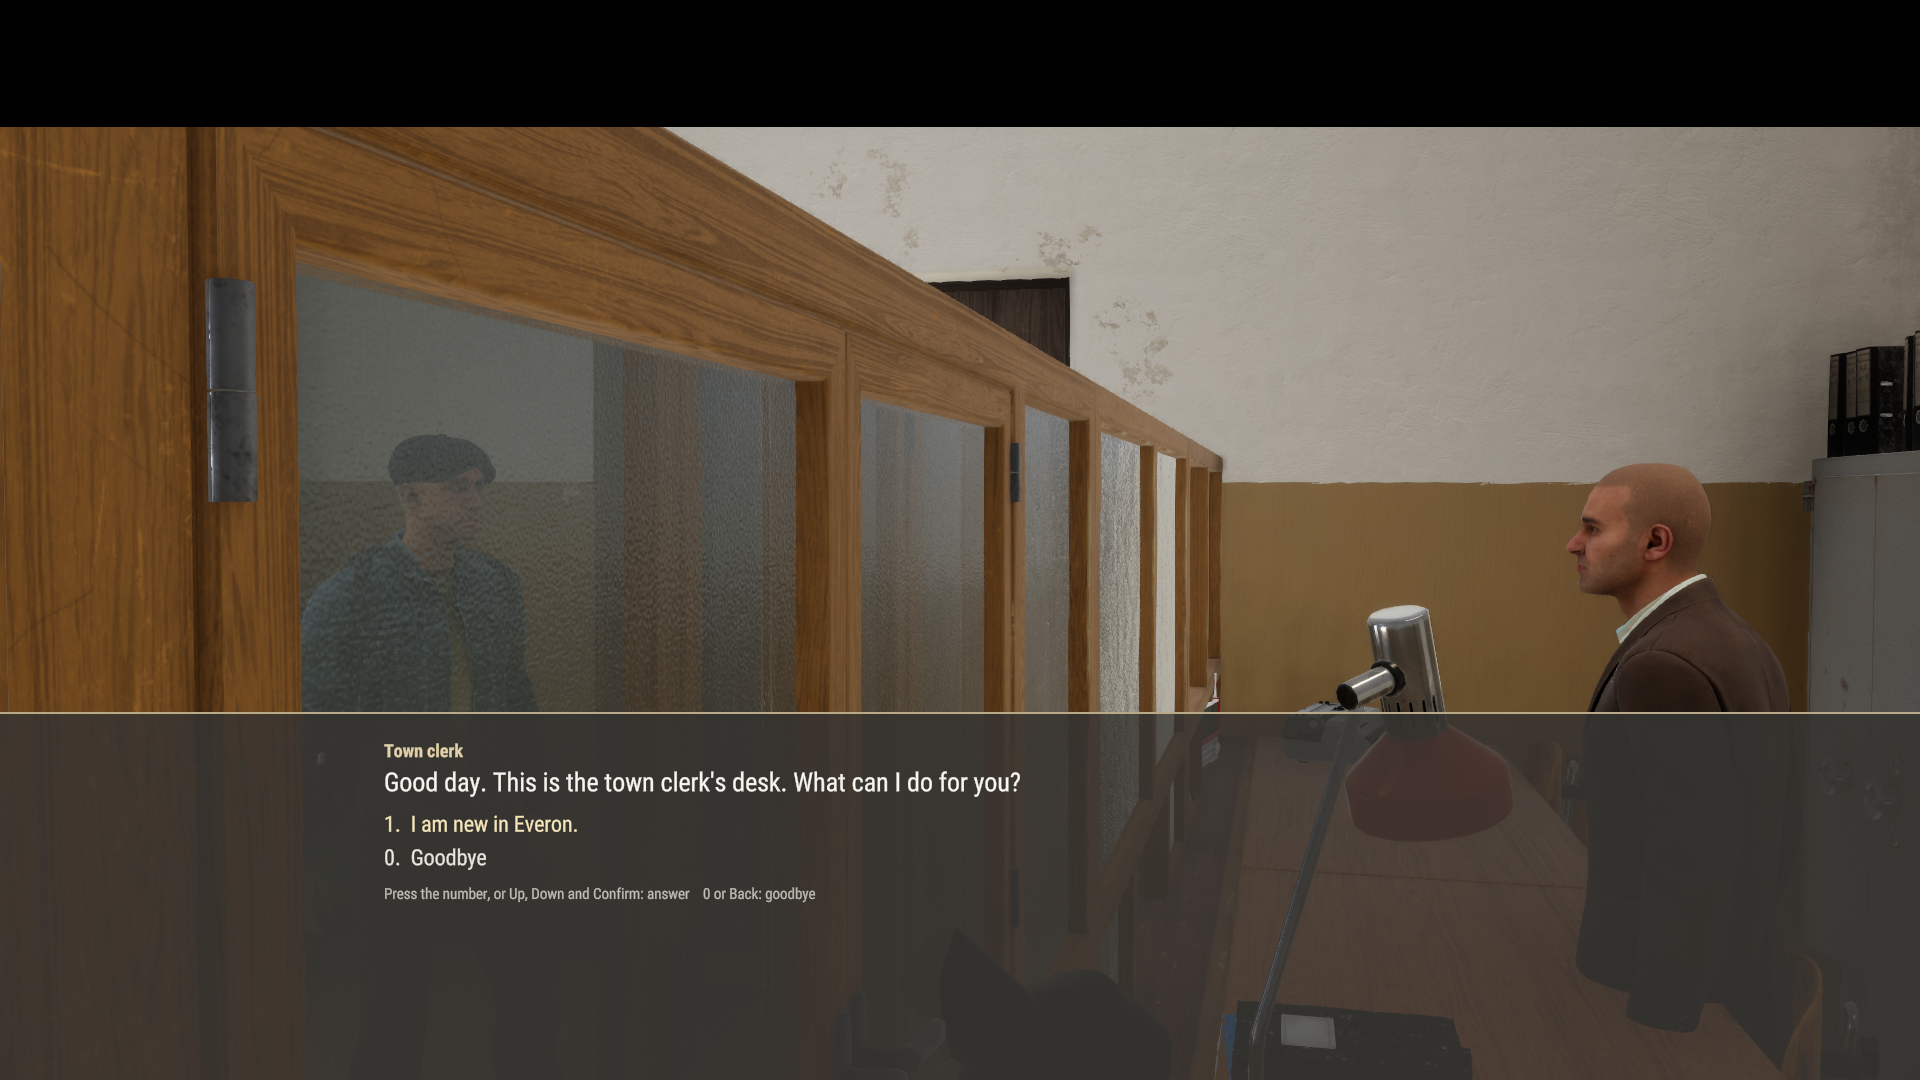 Town clerk
Good day. This is the town clerk's desk. What can I do for you?
1. I am new in Everon.
0. Goodbye
Press the number, or Up, Down and Confirm: answer 0 or Back: goodbye